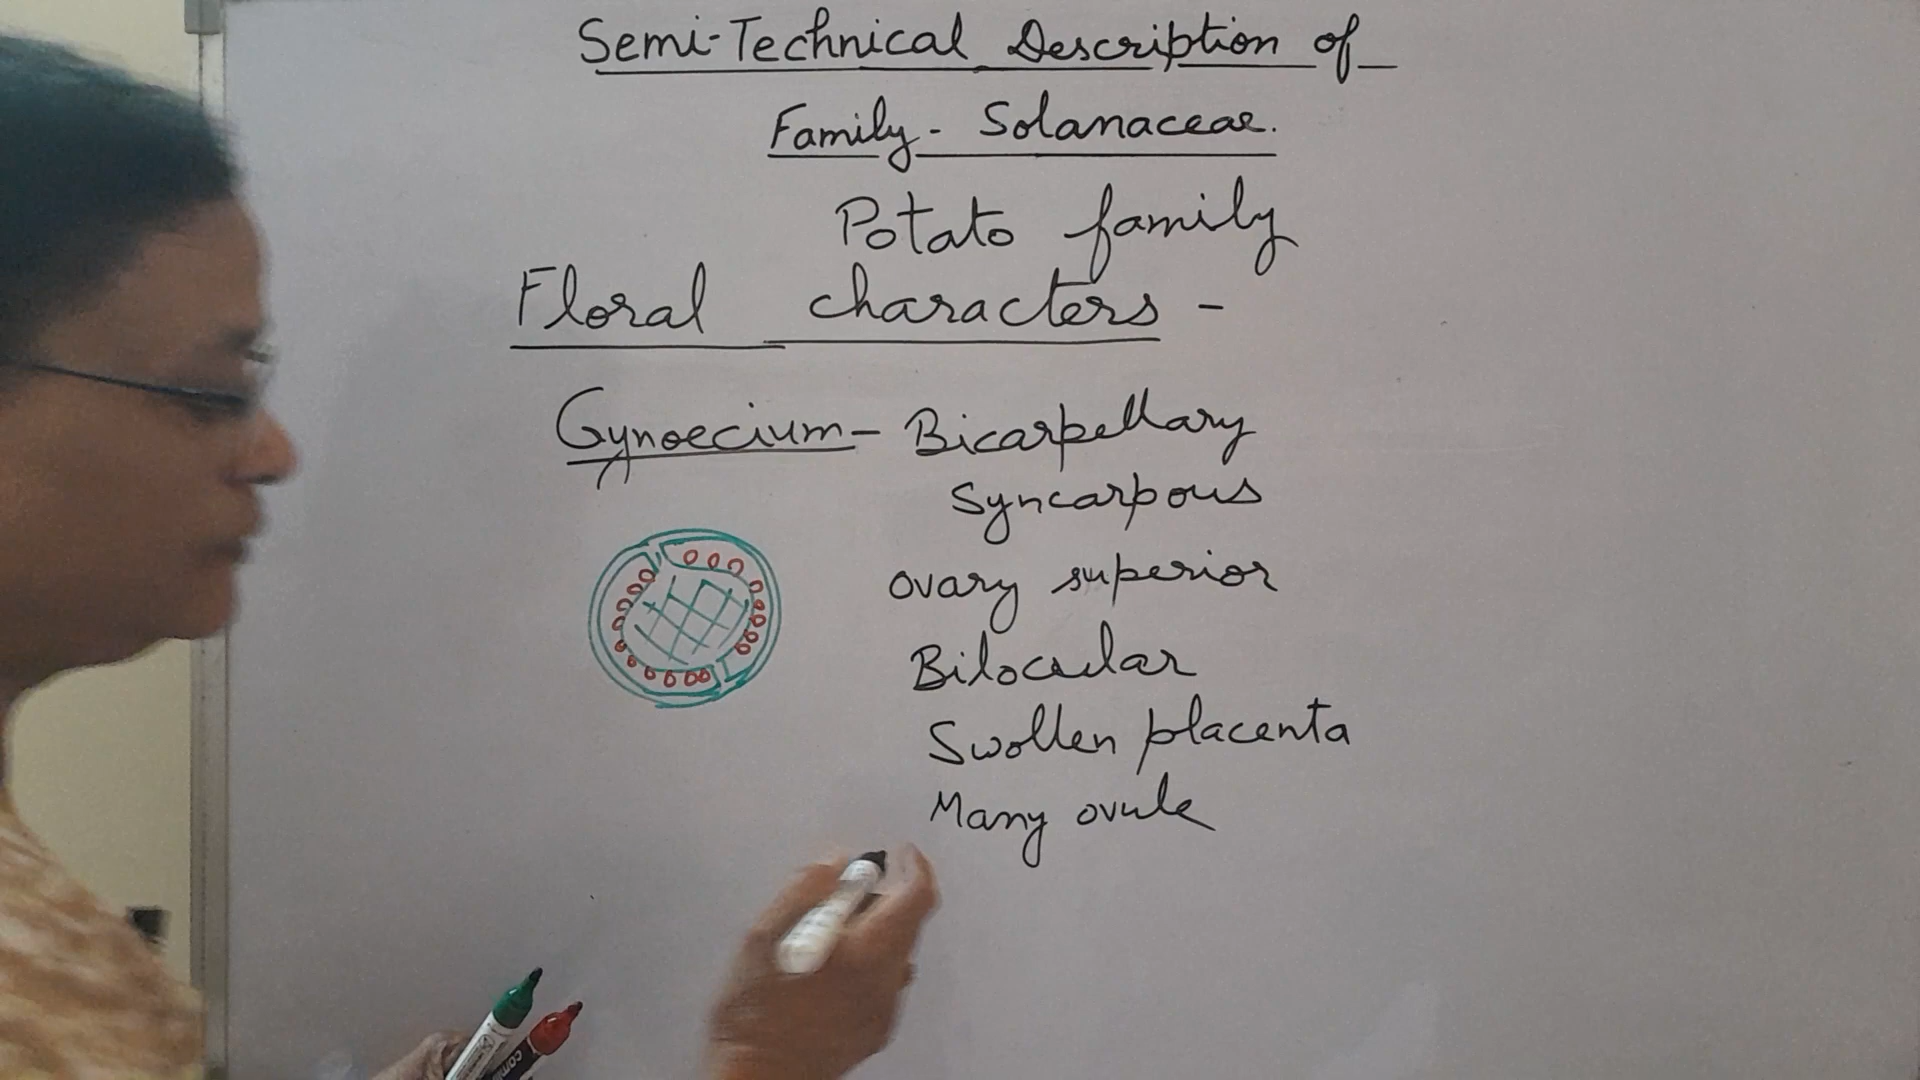 Semi-Technical Description of
Family - Solanaceae.
Potato family
Floral characters -
Gynoecium - Bicarpellary
Syncarpous
ovary superior
Bilocular
Swollen placenta
Many ovule